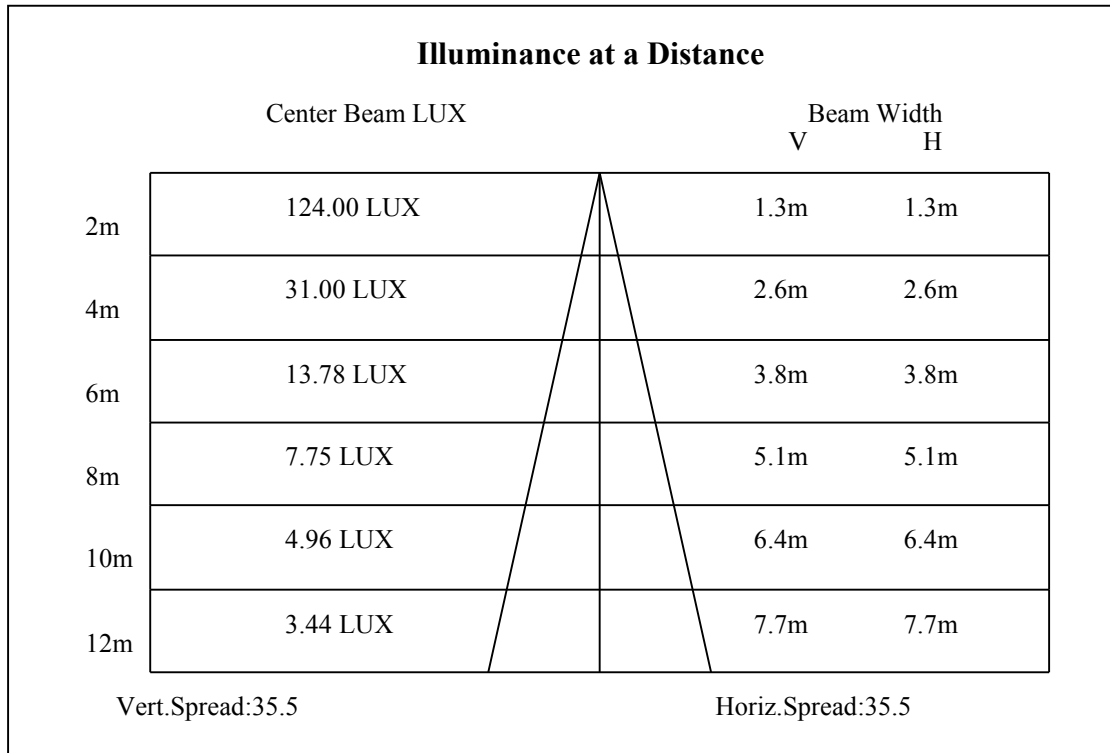 Illuminance at a Distance
Center Beam LUX Beam Width
V H
2m 124.00 LUX 1.3m 1.3m
4m 31.00 LUX 2.6m 2.6m
6m 13.78 LUX 3.8m 3.8m
8m 7.75 LUX 5.1m 5.1m
10m 4.96 LUX 6.4m 6.4m
12m 3.44 LUX 7.7m 7.7m
Vert.Spread:35.5 Horiz.Spread:35.5